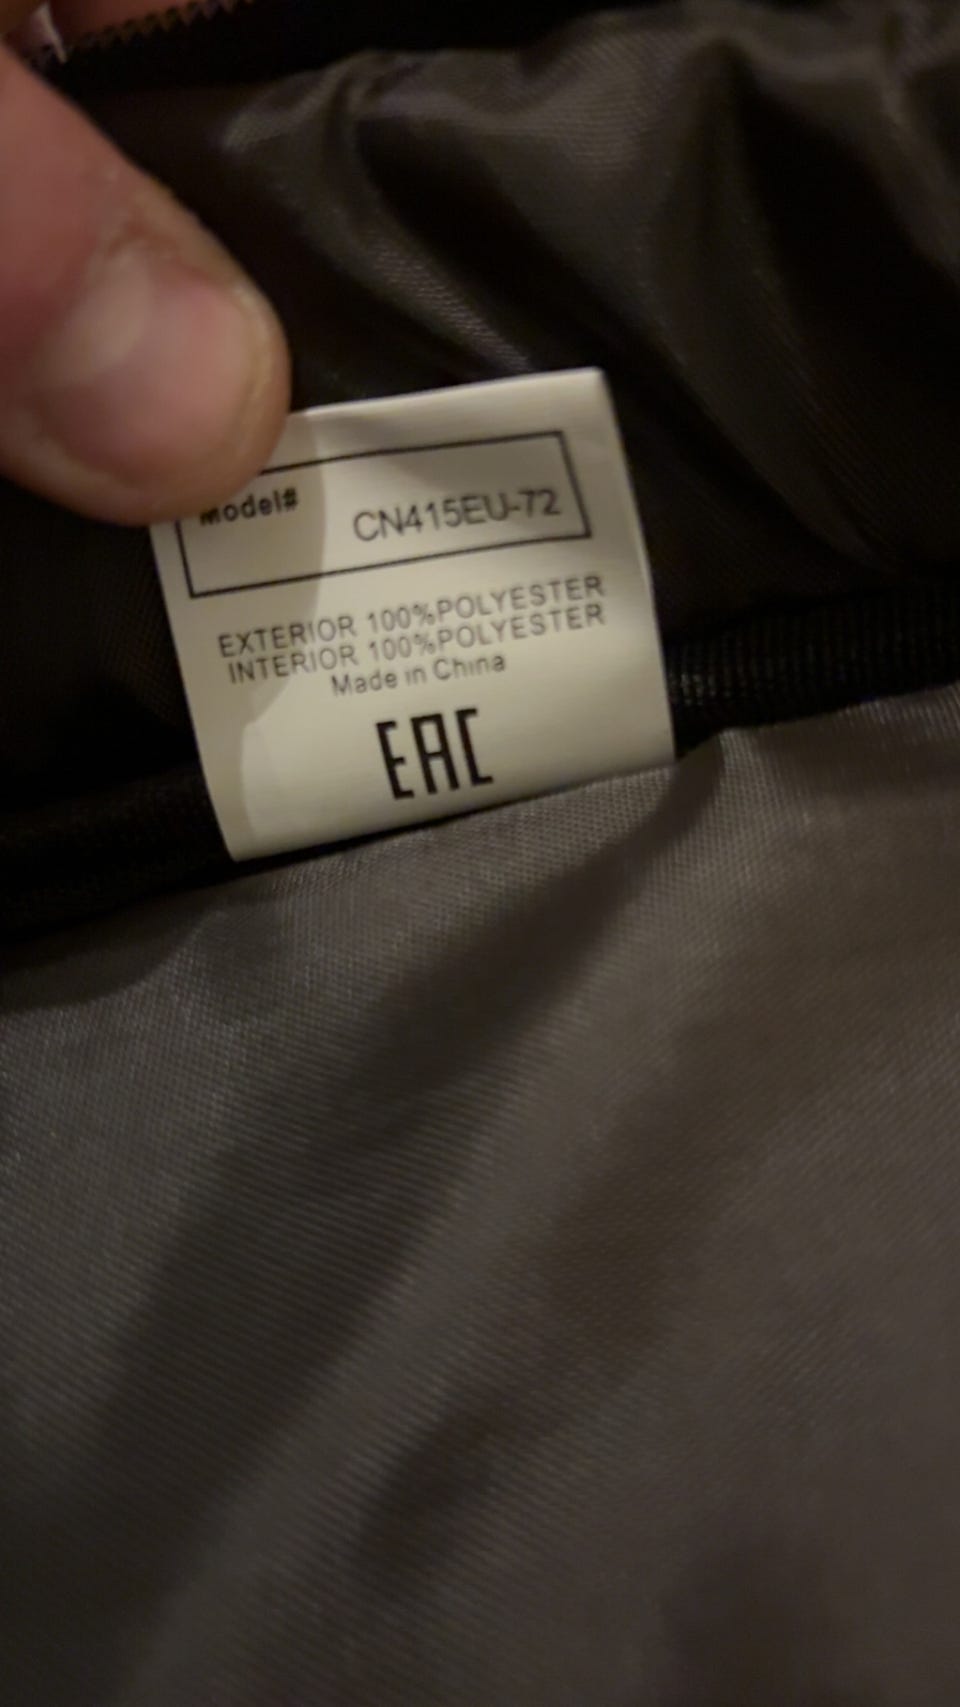 Model#
CN415EU-72
EXTERIOR 100%POLYESTER
INTERIOR 100%POLYESTER
Made in China
EAC